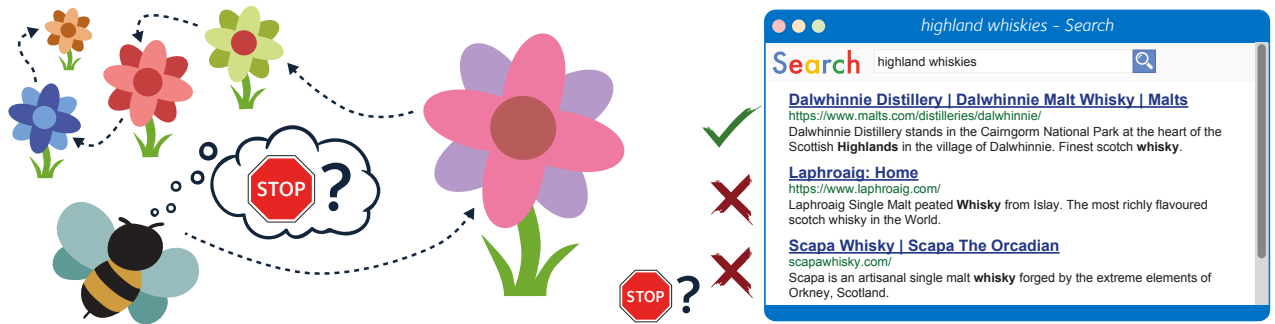 STOP ?
highland whiskies – Search
Search highland whiskies
Dalwhinnie Distillery | Dalwhinnie Malt Whisky | Malts
https://www.malts.com/distilleries/dalwhinnie/
Dalwhinnie Distillery stands in the Cairngorm National Park at the heart of the
Scottish Highlands in the village of Dalwhinnie. Finest scotch whisky.
Laphroaig: Home
https://www.laphroaig.com/
Laphroaig Single Malt peated Whisky from Islay. The most richly flavoured
scotch whisky in the World.
Scapa Whisky | Scapa The Orcadian
scapawhisky.com/
Scapa is an artisanal single malt whisky forged by the extreme elements of
Orkney, Scotland.
STOP ?